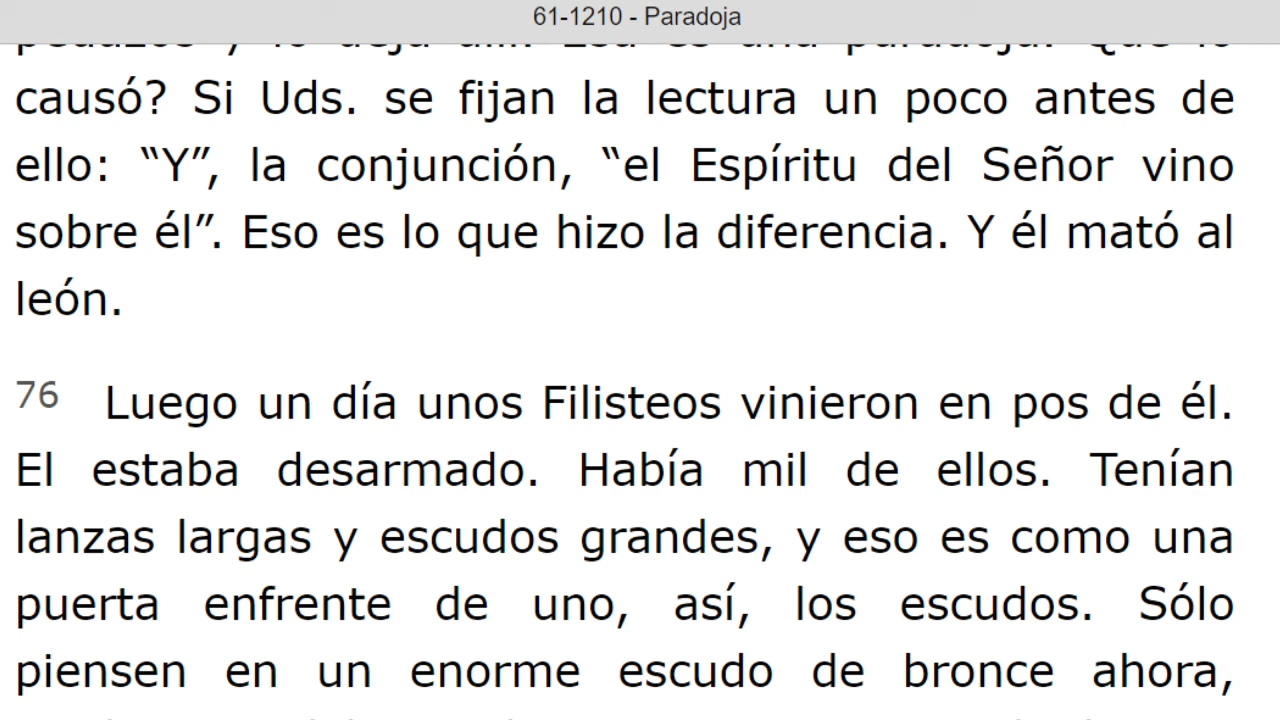 61-1210 - Paradoja
causó? Si Uds. se fijan la lectura un poco antes de
ello: “Y”, la conjunción, “el Espíritu del Señor vino
sobre él”. Eso es lo que hizo la diferencia. Y él mató al
león.
76 Luego un día unos Filisteos vinieron en pos de él.
El estaba desarmado. Había mil de ellos. Tenían
lanzas largas y escudos grandes, y eso es como una
puerta enfrente de uno, así, los escudos. Sólo
piensen en un enorme escudo de bronce ahora,